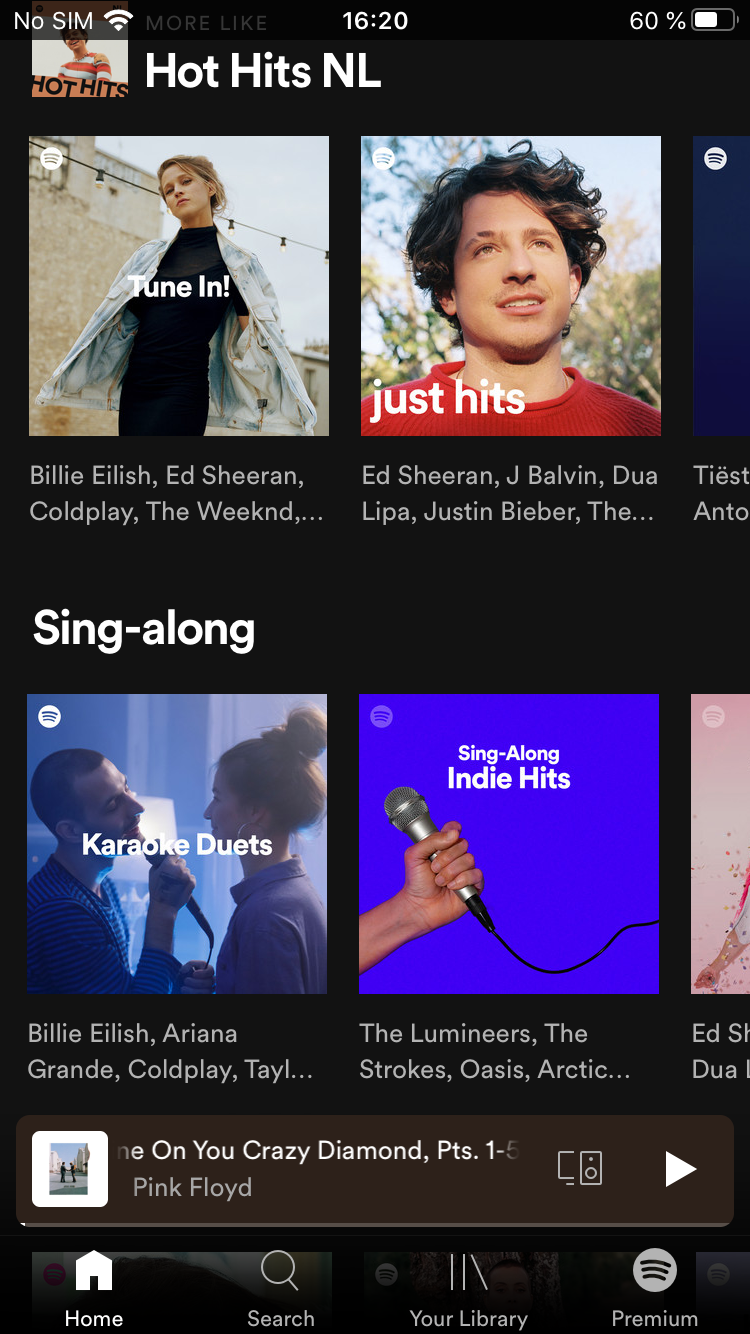 No SIM 16:20 60 %
MORE LIKE
Hot Hits NL
HOT HITS
Tune In!
just hits
Billie Eilish, Ed Sheeran,
Coldplay, The Weeknd,...
Ed Sheeran, J Balvin, Dua
Lipa, Justin Bieber, The...
Tiëst
Anto
Sing-along
Karaoke Duets
Sing-Along
Indie Hits
Billie Eilish, Ariana
Grande, Coldplay, Tayl...
The Lumineers, The
Strokes, Oasis, Arctic...
Ed Sh
Dua L
ne On You Crazy Diamond, Pts. 1-5
Pink Floyd
Home
Search
Your Library
Premium